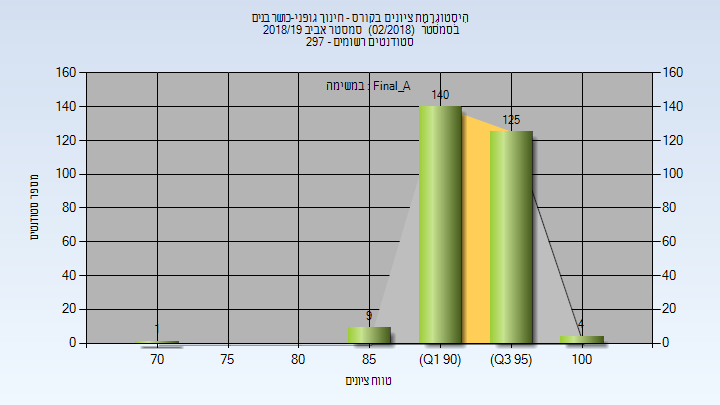 היסטוגרמת ציונים בקורס - חינוך גופני-כושר בנים
בסמסטר (02/2018) סמסטר אביב 2018/19
סטודנטים רשומים - 297
במשימה : Final_A
160 160
140 140
120 120
100 100
80 80
60 60
40 40
20 20
0 0
1
9
140
125
4
מספר סטודנטים
70 75 80 85 (Q1 90) (Q3 95) 100
טווח ציונים